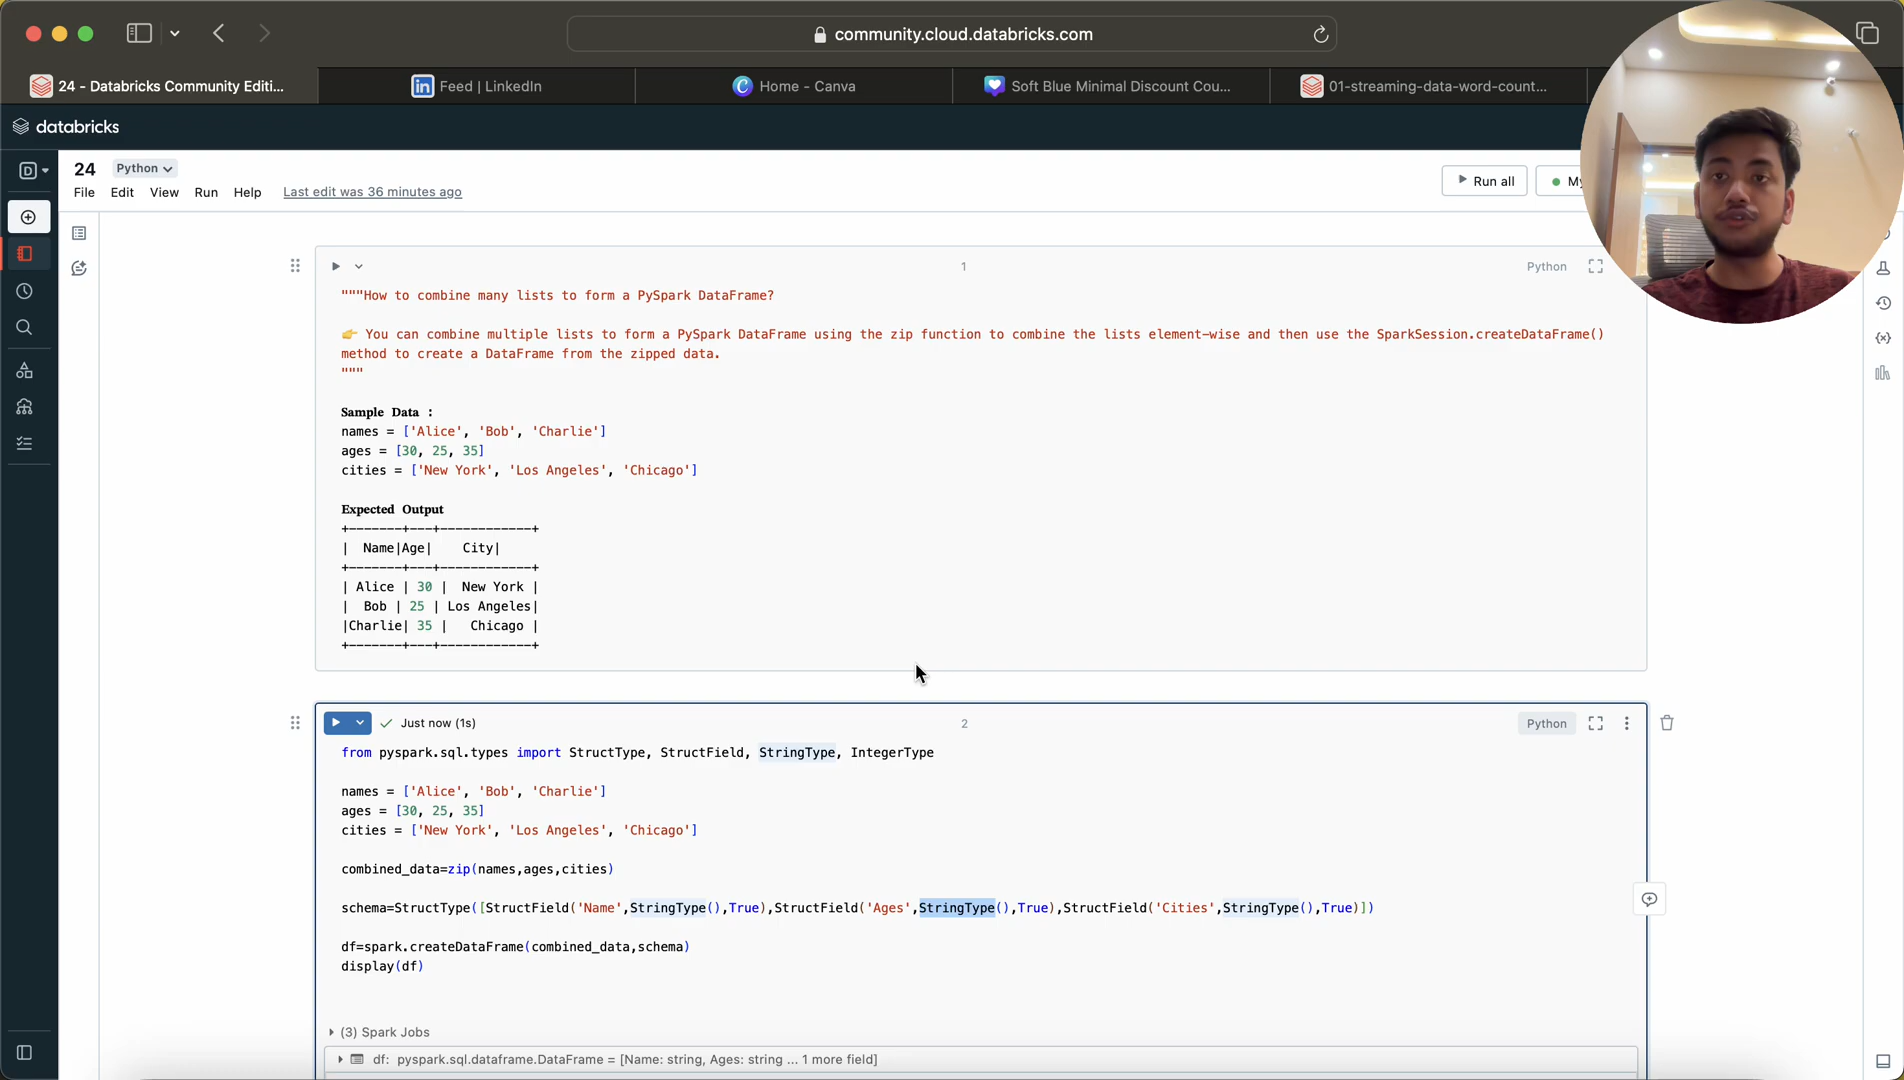 community.cloud.databricks.com
24 - Databricks Community Editi...
Feed | LinkedIn
Home - Canva
Soft Blue Minimal Discount Cou...
01-streaming-data-word-count...
databricks
24 Python
File Edit View Run Help Last edit was 36 minutes ago
Run all
My
1
Python
"""How to combine many lists to form a PySpark DataFrame?
👉 You can combine multiple lists to form a PySpark DataFrame using the zip function to combine the lists element-wise and then use the SparkSession.createDataFrame()
method to create a DataFrame from the zipped data.
"""
Sample Data :
names = ['Alice', 'Bob', 'Charlie']
ages = [30, 25, 35]
cities = ['New York', 'Los Angeles', 'Chicago']
Expected Output
+-------+---+------------+
|  Name|Age|    City|
+-------+---+------------+
| Alice | 30 |  New York |
|  Bob | 25 | Los Angeles|
|Charlie| 35 |   Chicago |
+-------+---+------------+
Just now (1s)
2
Python
from pyspark.sql.types import StructType, StructField, StringType, IntegerType
names = ['Alice', 'Bob', 'Charlie']
ages = [30, 25, 35]
cities = ['New York', 'Los Angeles', 'Chicago']
combined_data=zip(names,ages,cities)
schema=StructType([StructField('Name',StringType(),True),StructField('Ages',StringType(),True),StructField('Cities',StringType(),True)])
df=spark.createDataFrame(combined_data,schema)
display(df)
(3) Spark Jobs
df: pyspark.sql.dataframe.DataFrame = [Name: string, Ages: string ... 1 more field]